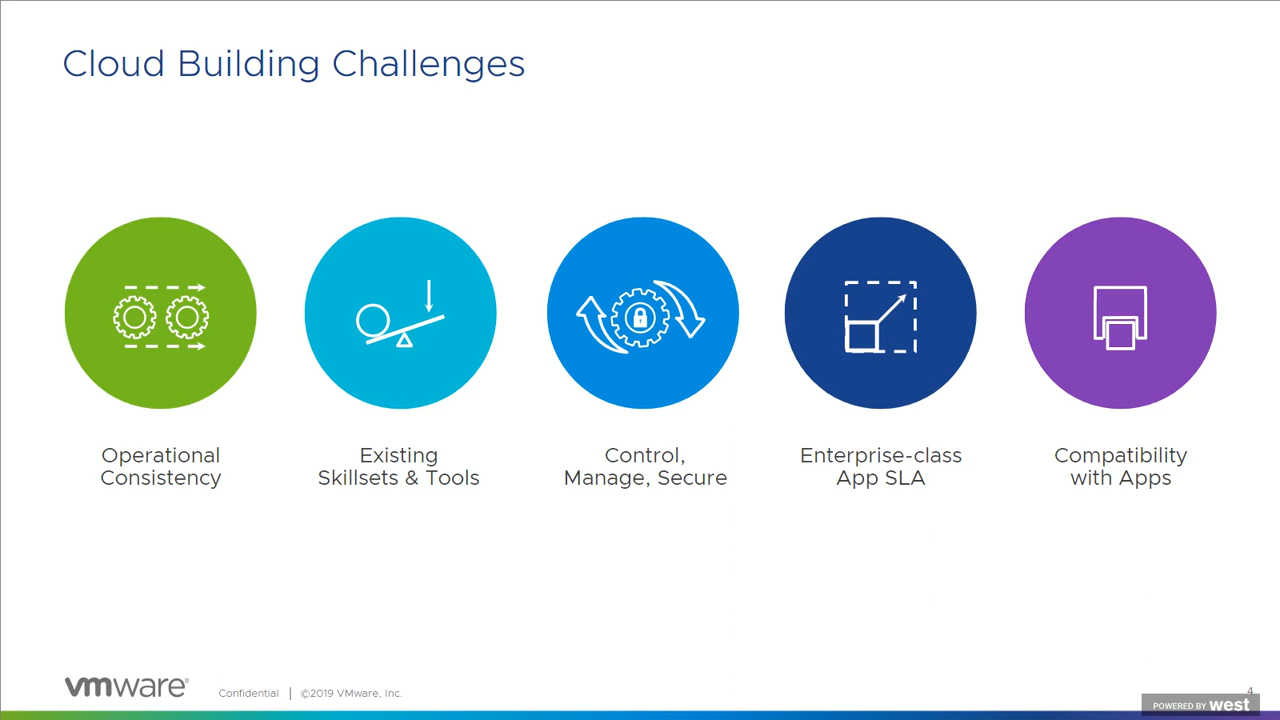 Cloud Building Challenges
Operational
Consistency
Existing
Skillsets & Tools
Control,
Manage, Secure
Enterprise-class
App SLA
Compatibility
with Apps
vmware®
Confidential | ©2019 VMware, Inc.
4
POWERED BY west